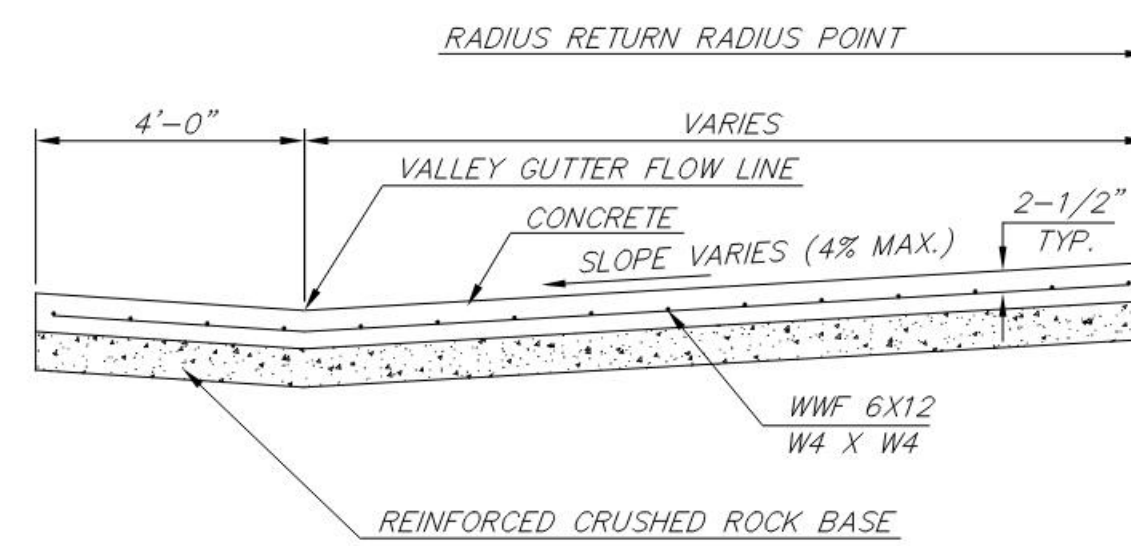 RADIUS RETURN RADIUS POINT
4'-0"
VARIES
VALLEY GUTTER FLOW LINE
2-1/2"
TYP.
CONCRETE
SLOPE VARIES (4% MAX.)
WWF 6X12
W4 X W4
REINFORCED CRUSHED ROCK BASE